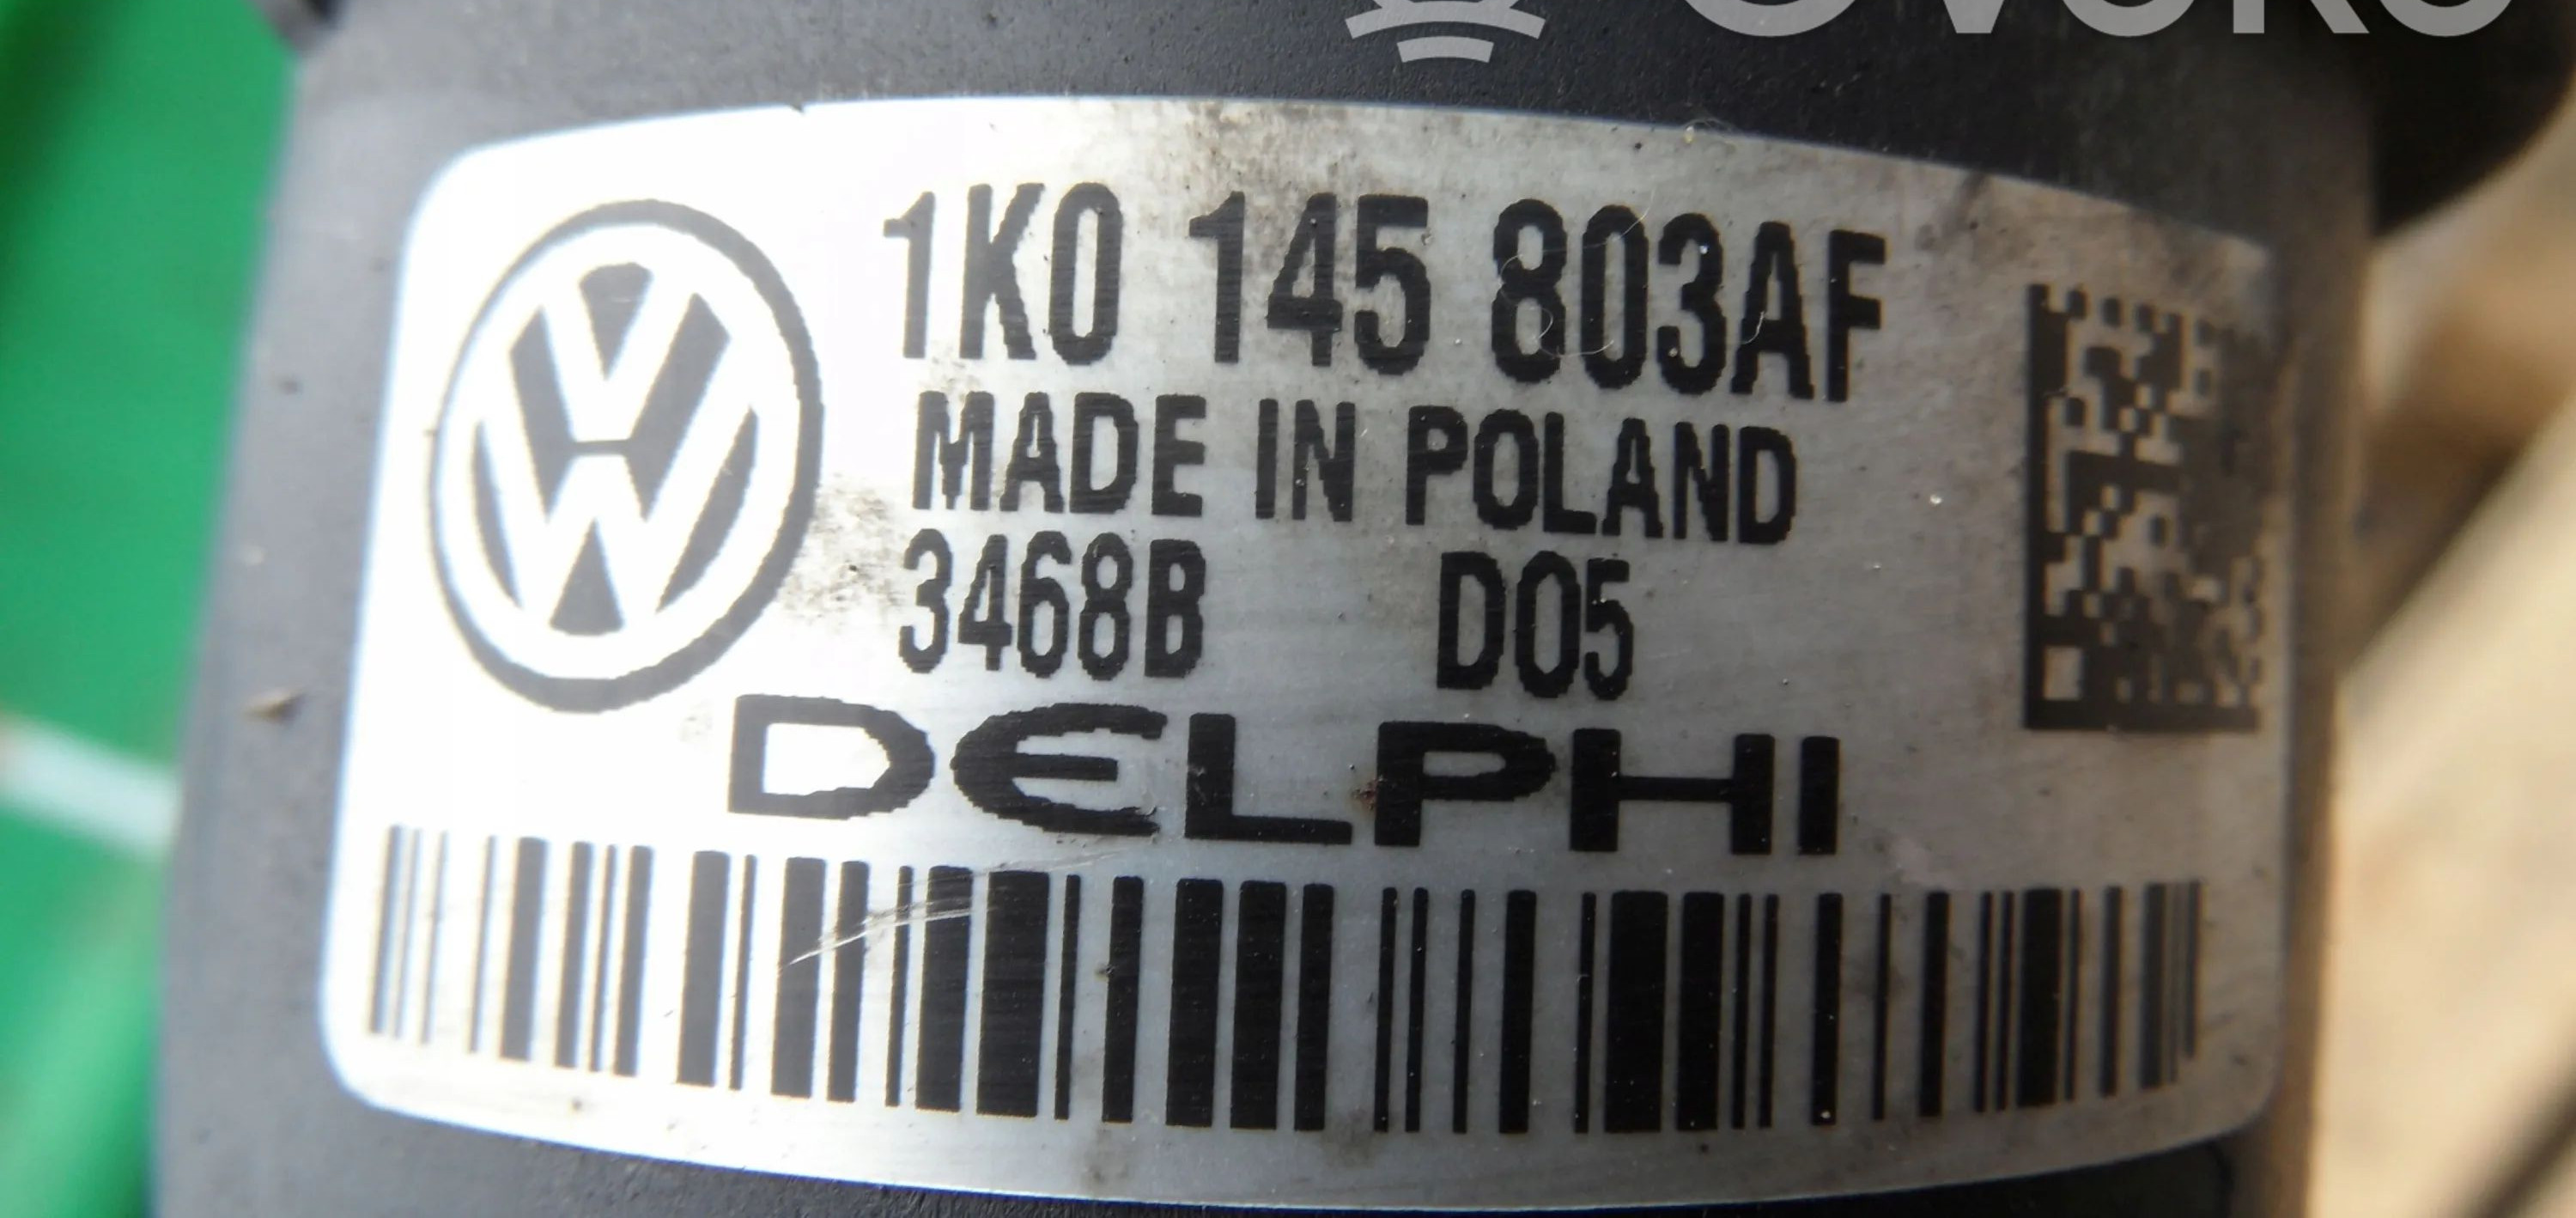 1K0 145 803AF
MADE IN POLAND
3468B D05
DELPHI